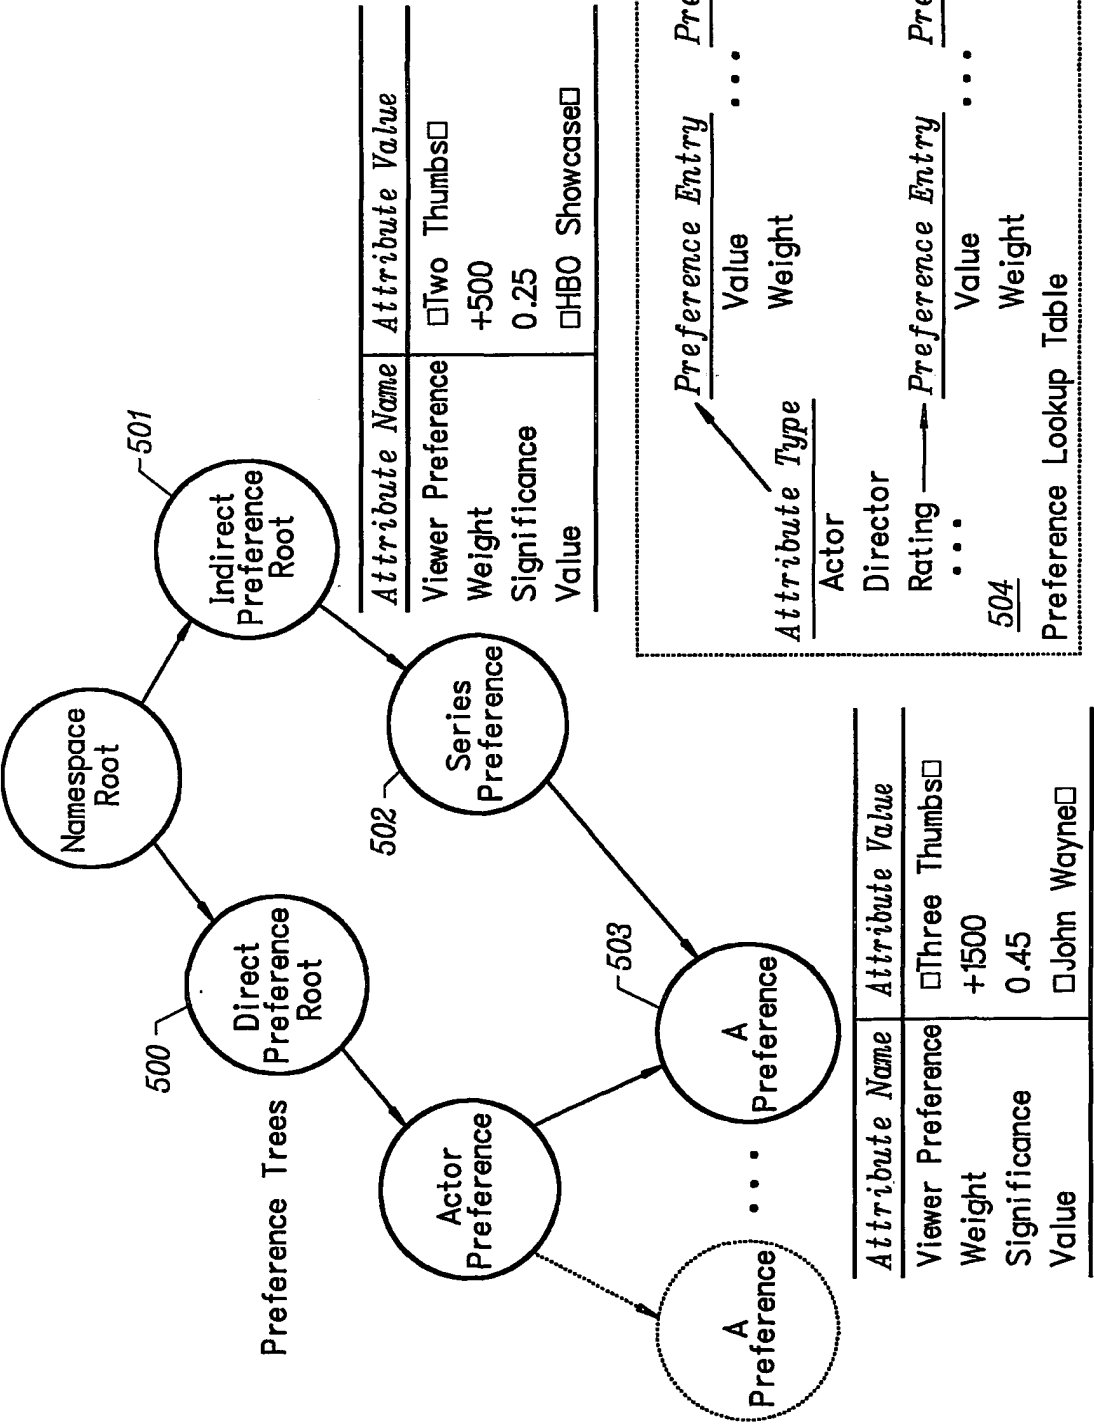 Preference Trees
Namespace
Root
500
Direct
Preference
Root
501
Indirect
Preference
Root
Actor
Preference
502
Series
Preference
A
Preference
503
A
Preference
Attribute Name Attribute Value
Viewer Preference □Two Thumbs□
Weight +500
Significance 0.25
Value □HBO Showcase□
Attribute Name Attribute Value
Viewer Preference □Three Thumbs□
Weight +1500
Significance 0.45
Value □John Wayne□
Preference Entry Pre
Value
Weight
Attribute Type
Actor
Director
Rating Preference Entry Pre
Value
Weight
504
Preference Lookup Table